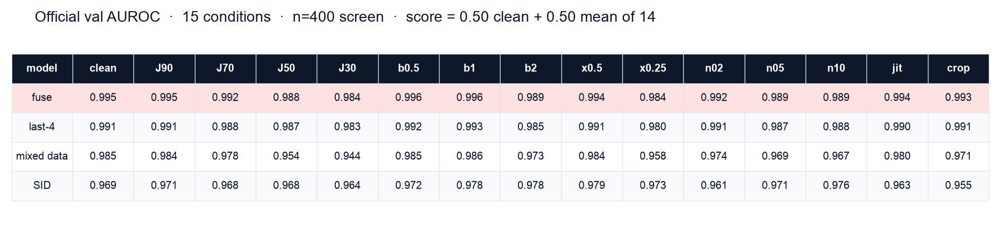 Official val AUROC · 15 conditions · n=400 screen · score = 0.50 clean + 0.50 mean of 14
model clean J90 J70 J50 J30 b0.5 b1 b2 x0.5 x0.25 n02 n05 n10 jit crop
fuse 0.995 0.995 0.992 0.988 0.984 0.996 0.996 0.989 0.994 0.984 0.992 0.989 0.989 0.994 0.993
last-4 0.991 0.991 0.988 0.987 0.983 0.992 0.993 0.985 0.991 0.980 0.991 0.987 0.988 0.990 0.991
mixed data 0.985 0.984 0.978 0.954 0.944 0.985 0.986 0.973 0.984 0.958 0.974 0.969 0.967 0.980 0.971
SID 0.969 0.971 0.968 0.968 0.964 0.972 0.978 0.978 0.979 0.973 0.961 0.971 0.976 0.963 0.955